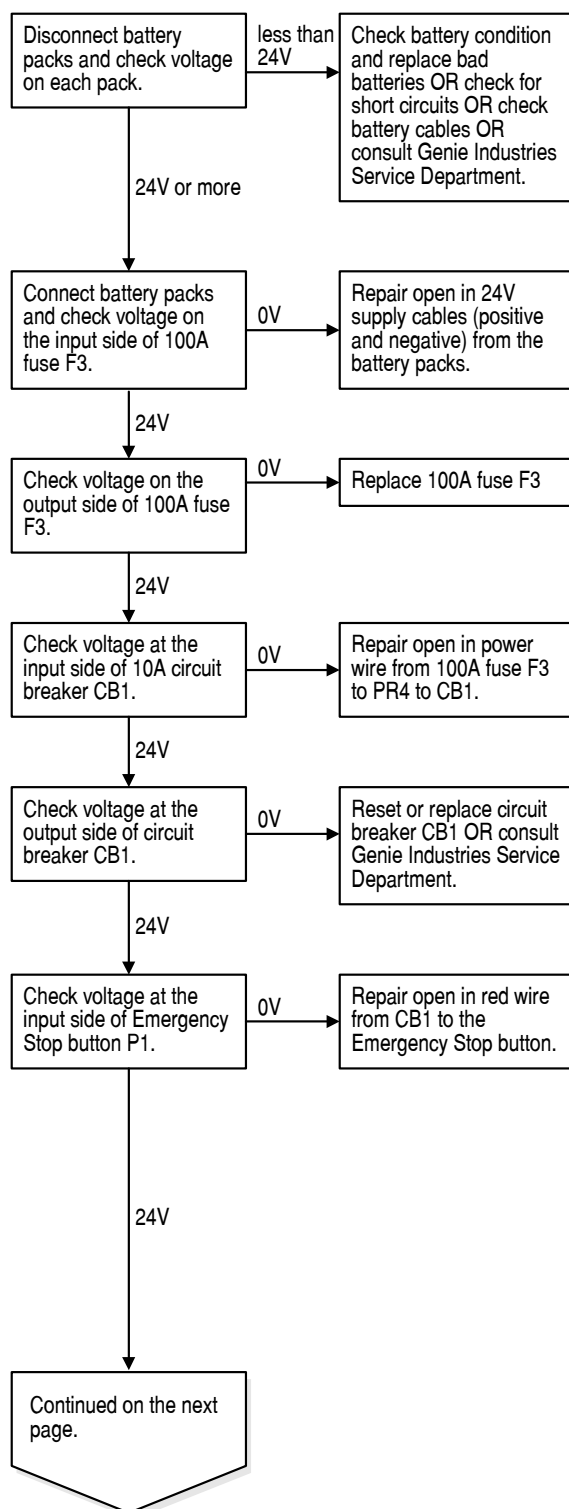 Disconnect battery
packs and check voltage
on each pack.
less than
24V
Check battery condition
and replace bad
batteries OR check for
short circuits OR check
battery cables OR
consult Genie Industries
Service Department.
24V or more
Connect battery packs
and check voltage on
the input side of 100A
fuse F3.
0V
Repair open in 24V
supply cables (positive
and negative) from the
battery packs.
24V
Check voltage on the
output side of 100A fuse
F3.
0V
Replace 100A fuse F3
24V
Check voltage at the
input side of 10A circuit
breaker CB1.
0V
Repair open in power
wire from 100A fuse F3
to PR4 to CB1.
24V
Check voltage at the
output side of circuit
breaker CB1.
0V
Reset or replace circuit
breaker CB1 OR consult
Genie Industries Service
Department.
24V
Check voltage at the
input side of Emergency
Stop button P1.
0V
Repair open in red wire
from CB1 to the
Emergency Stop button.
24V
Continued on the next
page.